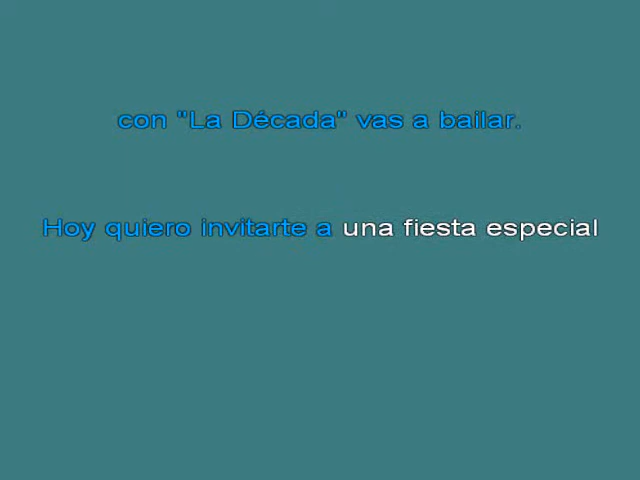 con "La Década" vas a bailar.
Hoy quiero invitarte a una fiesta especial